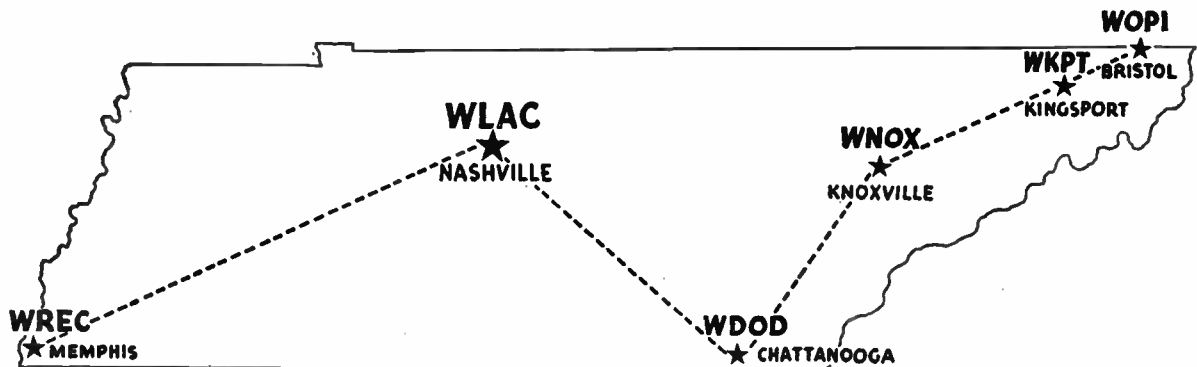 WOPI
BRISTOL
WKPT
KINGSPORT
WLAC
NASHVILLE
WNOX
KNOXVILLE
WREC
MEMPHIS
WDOD
CHATTANOOGA